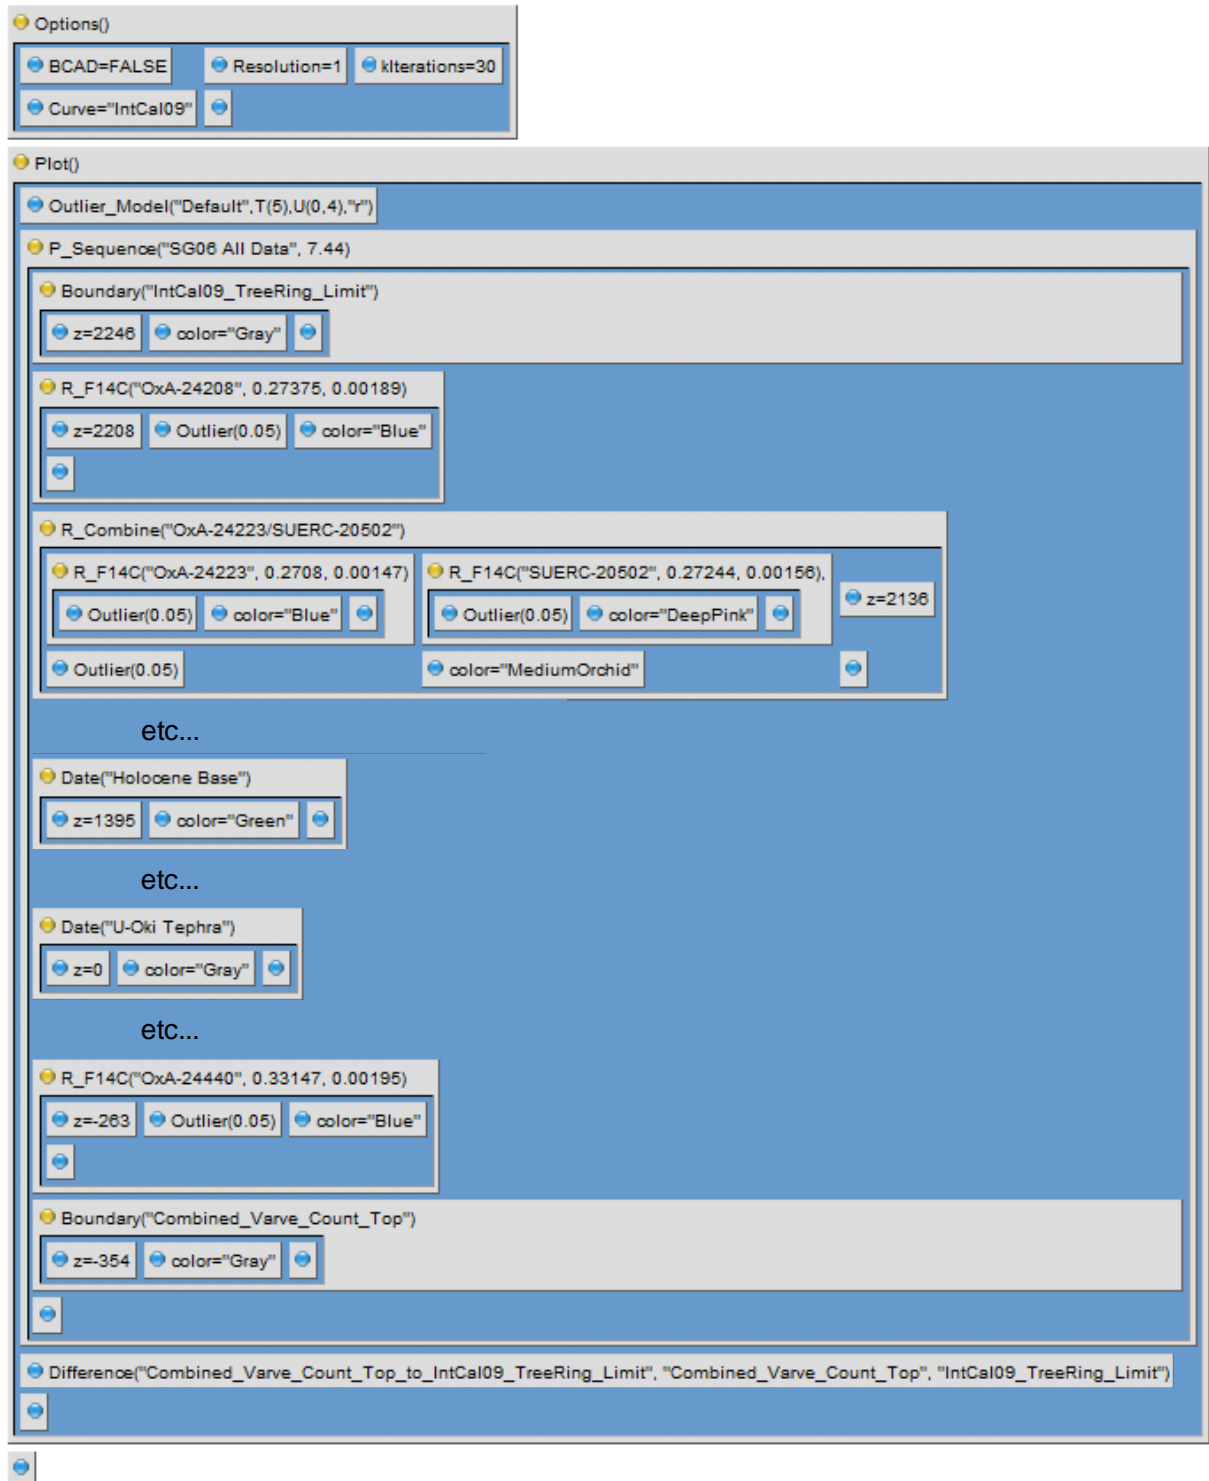 Options()
BCAD=FALSE Resolution=1 kIterations=30
Curve="IntCal09"
Plot()
Outlier_Model("Default",T(5),U(0,4),"r")
P_Sequence("SG06 All Data", 7.44)
Boundary("IntCal09_TreeRing_Limit")
z=2246 color="Gray"
R_F14C("OxA-24208", 0.27375, 0.00189)
z=2208 Outlier(0.05) color="Blue"
R_Combine("OxA-24223/SUERC-20502")
R_F14C("OxA-24223", 0.2708, 0.00147) R_F14C("SUERC-20502", 0.27244, 0.00156),
Outlier(0.05) color="Blue" Outlier(0.05) color="DeepPink" z=2136
Outlier(0.05) color="MediumOrchid"
etc...
Date("Holocene Base")
z=1395 color="Green"
etc...
Date("U-Oki Tephra")
z=0 color="Gray"
etc...
R_F14C("OxA-24440", 0.33147, 0.00195)
z=-263 Outlier(0.05) color="Blue"
Boundary("Combined_Varve_Count_Top")
z=-354 color="Gray"
Difference("Combined_Varve_Count_Top_to_IntCal09_TreeRing_Limit", "Combined_Varve_Count_Top", "IntCal09_TreeRing_Limit")